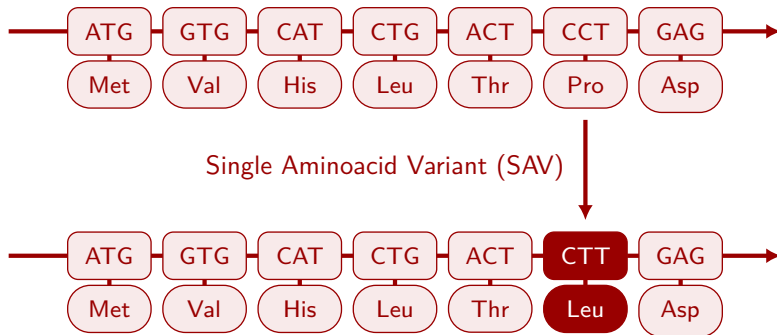 ATG GTG CAT CTG ACT CCT GAG
Met Val His Leu Thr Pro Asp
Single Aminoacid Variant (SAV)
ATG GTG CAT CTG ACT CTT GAG
Met Val His Leu Thr Leu Asp